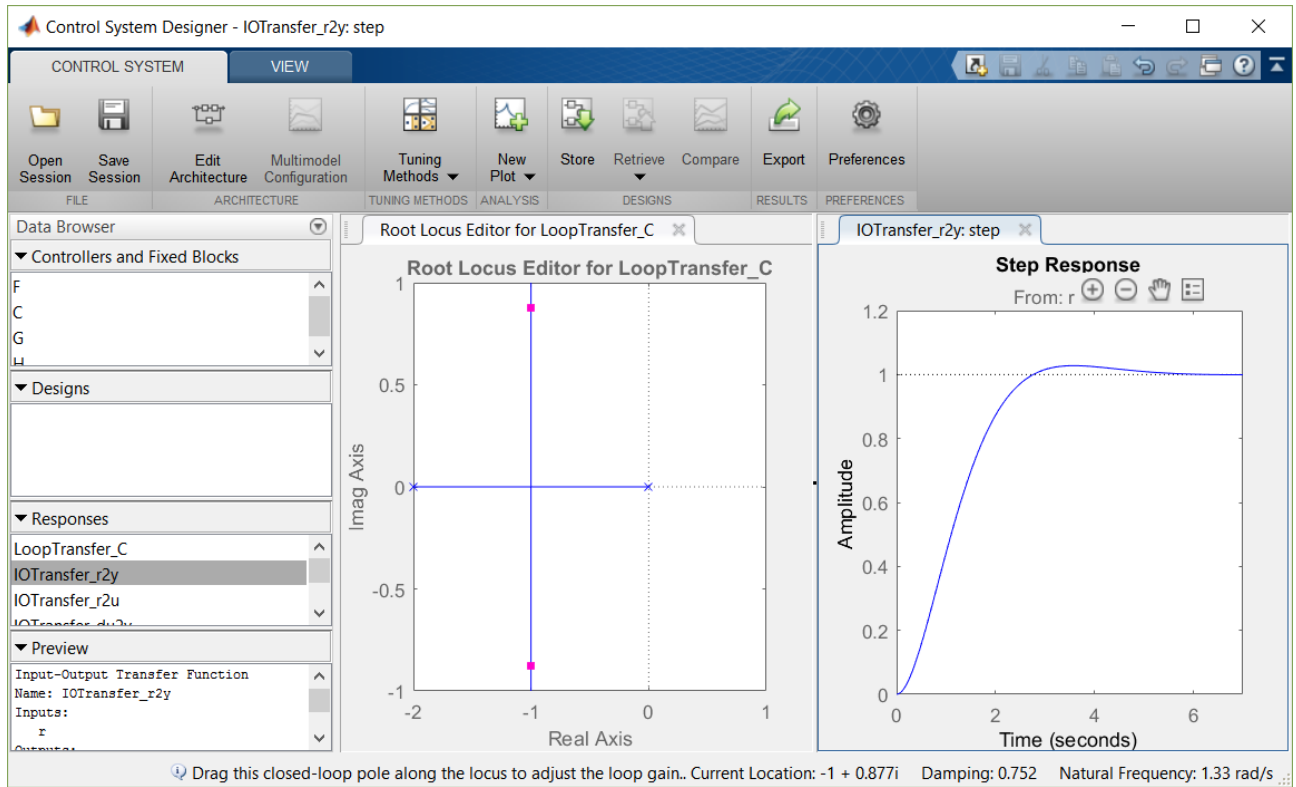 Control System Designer - IOTransfer_r2y: step
CONTROL SYSTEM
VIEW
Open Session
Save Session
Edit Architecture
Multimodel Configuration
Tuning Methods
New Plot
Store
Retrieve
Compare
Export
Preferences
FILE
ARCHITECTURE
TUNING METHODS
ANALYSIS
DESIGNS
RESULTS
PREFERENCES
Data Browser
Controllers and Fixed Blocks
F
C
G
H
Designs
Responses
LoopTransfer_C
IOTransfer_r2y
IOTransfer_r2u
IOTransfer_du2y
Preview
Input-Output Transfer Function
Name: IOTransfer_r2y
Inputs:
r
Outputs:
Root Locus Editor for LoopTransfer_C
Root Locus Editor for LoopTransfer_C
1
0.5
0
-0.5
-1
Imag Axis
-2
-1
0
1
Real Axis
IOTransfer_r2y: step
Step Response
From: r
1.2
1
0.8
0.6
0.4
0.2
0
Amplitude
0
2
4
6
Time (seconds)
Drag this closed-loop pole along the locus to adjust the loop gain.. Current Location: -1 + 0.877i Damping: 0.752 Natural Frequency: 1.33 rad/s